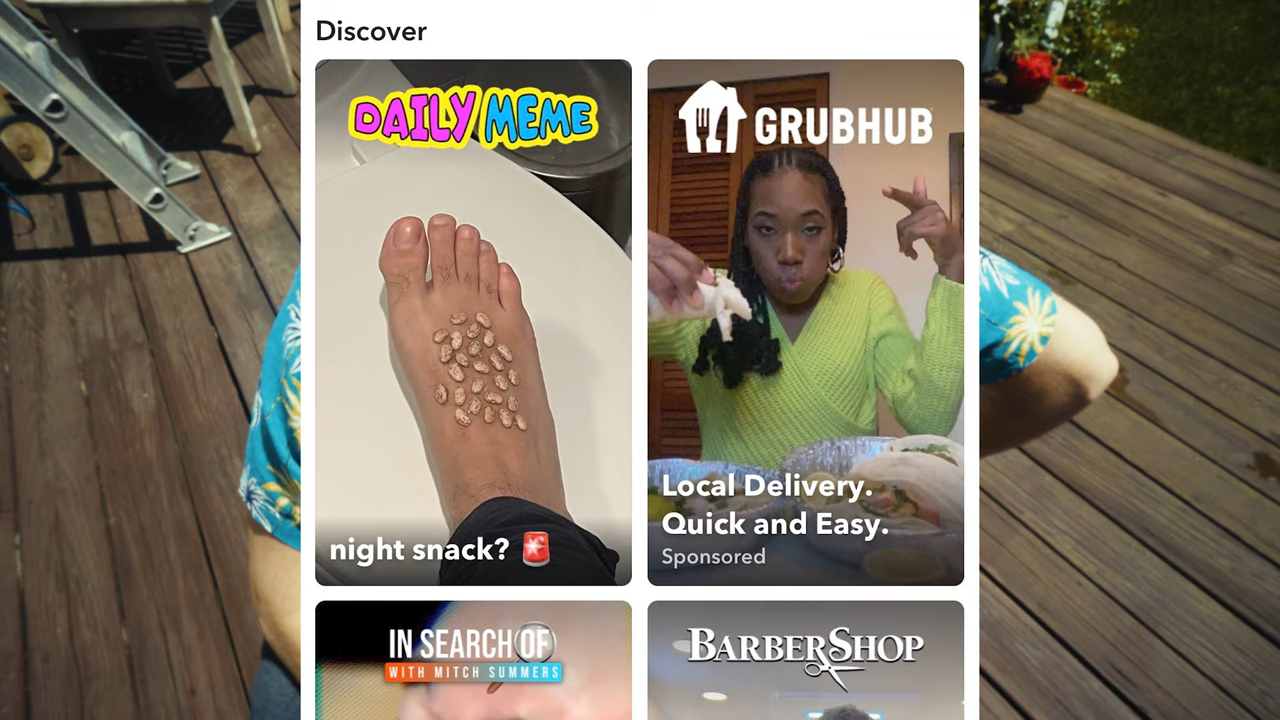 Discover
DAILY MEME
GRUBHUB
night snack? 🚨
Local Delivery.
Quick and Easy.
Sponsored
IN SEARCH OF
WITH MITCH SUMMERS
BARBERSHOP